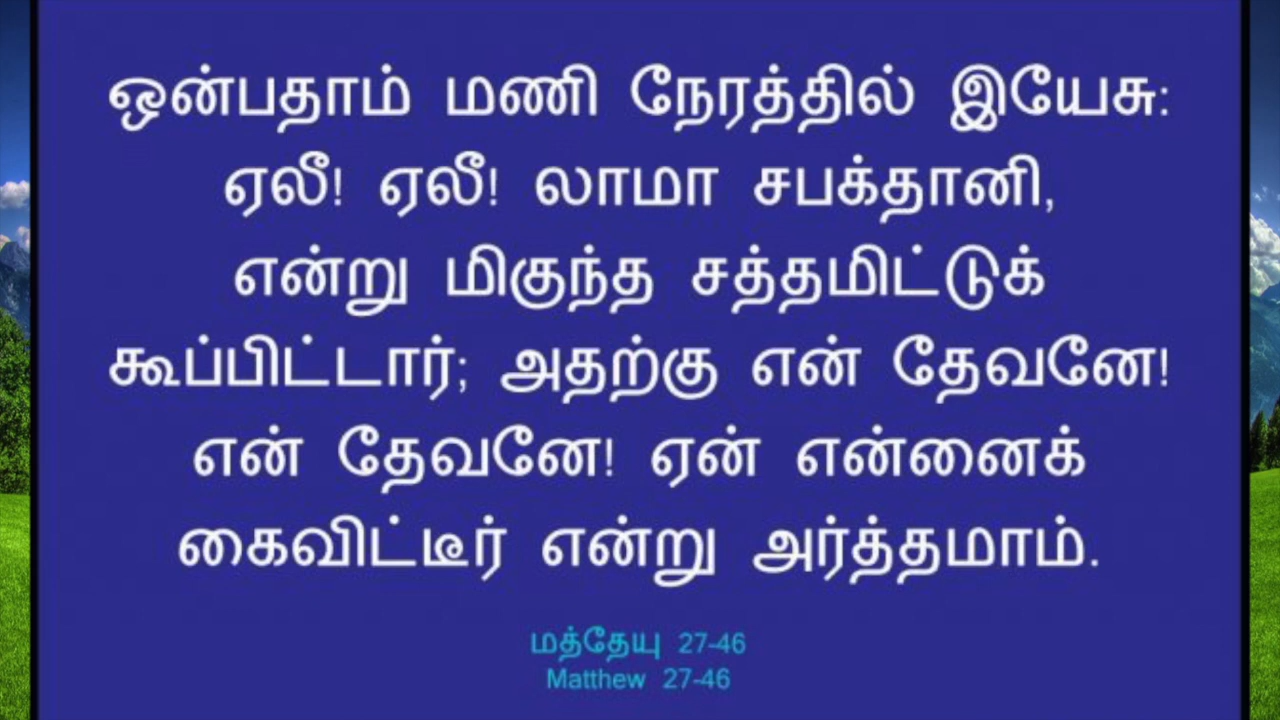 ஒன்பதாம் மணி நேரத்தில் இயேசு:
ஏலீ! ஏலீ! லாமா சபக்தானி,
என்று மிகுந்த சத்தமிட்டுக்
கூப்பிட்டார்; அதற்கு என் தேவனே!
என் தேவனே! ஏன் என்னைக்
கைவிட்டீர் என்று அர்த்தமாம்.
மத்தேயு 27-46
Matthew 27-46